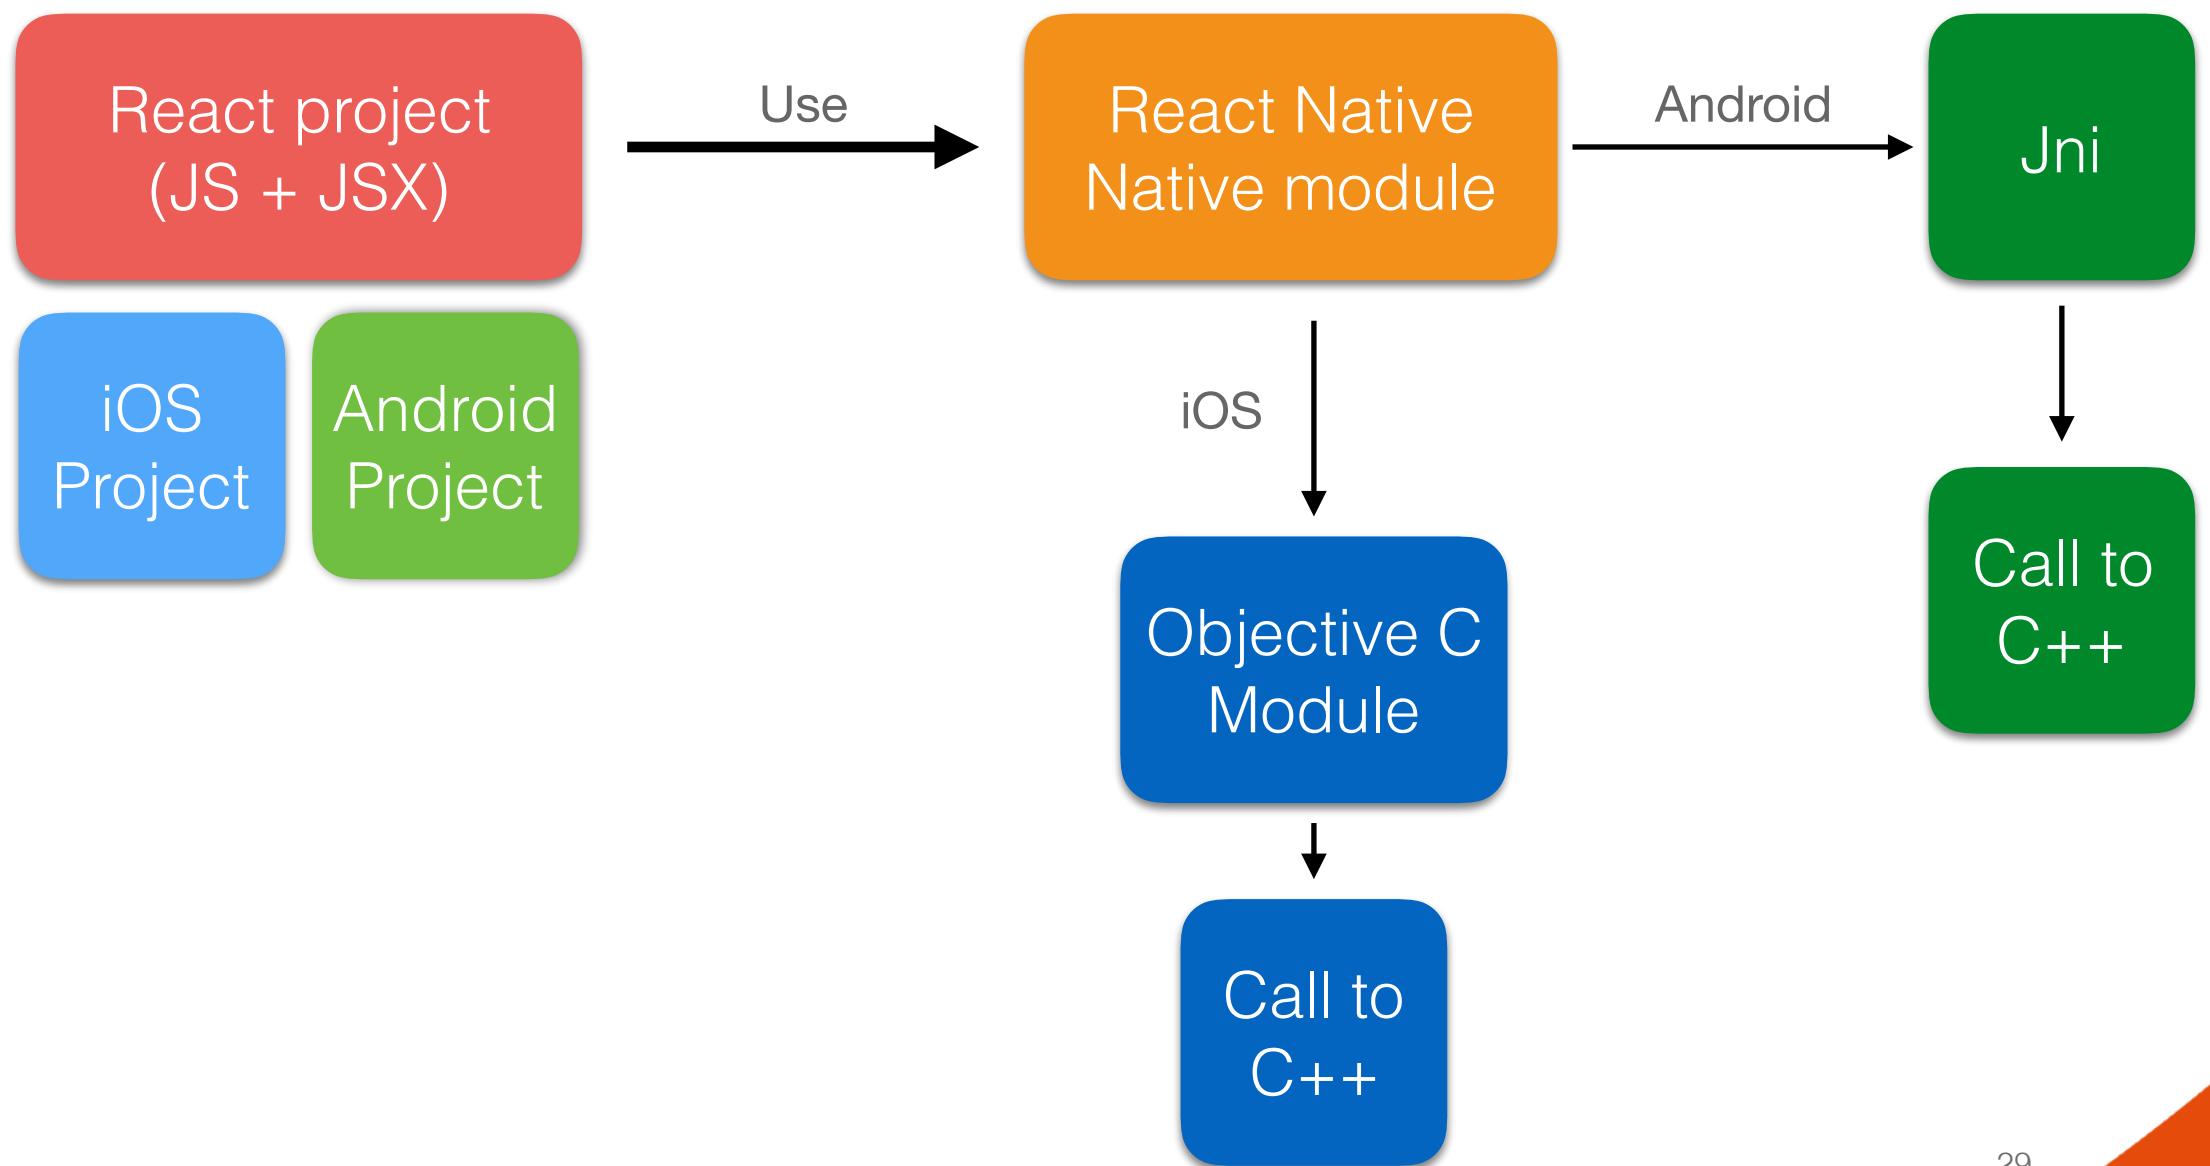 React project
(JS + JSX)
Use
React Native
Native module
Android
Jni
iOS
Project
Android
Project
iOS
Objective C
Module
Call to
C++
Call to
C++
29